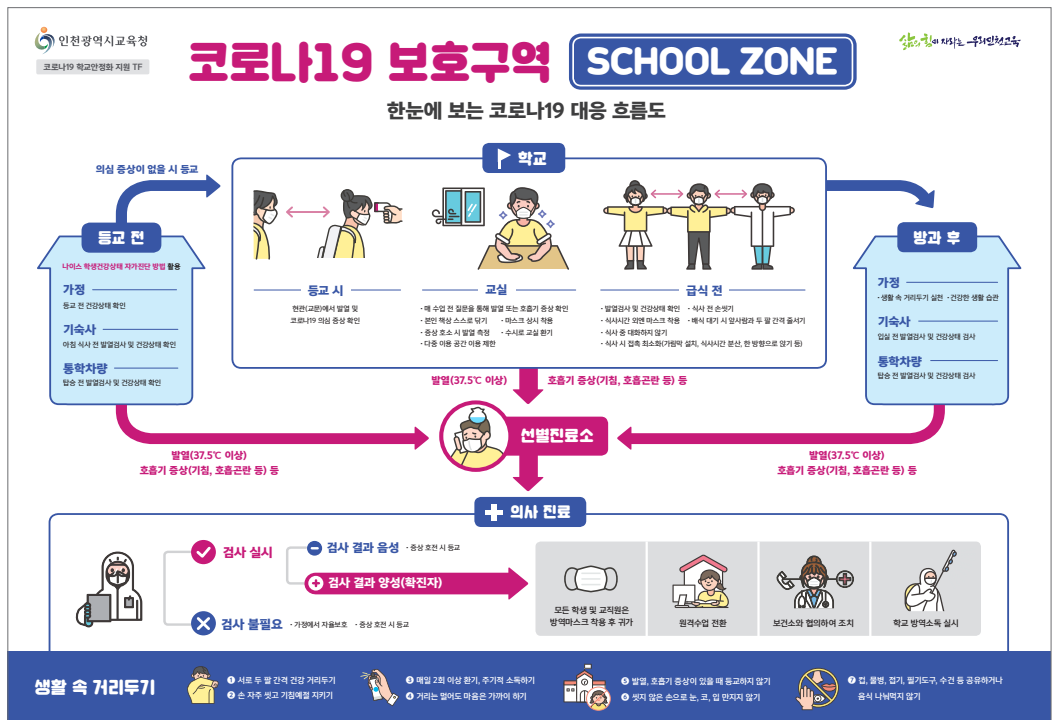 인천광역시교육청
코로나19 학교안정화 지원 TF
삶의 힘이 자라는 우리인천교육
코로나19 보호구역 SCHOOL ZONE
한눈에 보는 코로나19 대응 흐름도
의심 증상이 없을 시 등교
등교 전
나이스 학생건강상태 자가진단 방법 활용
가정
등교 전 건강상태 확인
기숙사
아침 식사 전 발열검사 및 건강상태 확인
통학차량
탑승 전 발열검사 및 건강상태 확인
학교
등교 시
현관(교문)에서 발열 및
코로나19 의심 증상 확인
교실
· 매 수업 전 질문을 통해 발열 또는 호흡기 증상 확인
· 본인 책상 스스로 닦기 · 마스크 상시 착용
· 증상 호소 시 발열 측정 · 수시로 교실 환기
· 다중 이용 공간 이용 제한
급식 전
· 발열검사 및 건강상태 확인 · 식사 전 손씻기
· 식사시간 외엔 마스크 착용 · 배식 대기 시 앞사람과 두 팔 간격 줄서기
· 식사 중 대화하지 않기
· 식사 시 접촉 최소화(가림막 설치, 식사시간 분산, 한 방향으로 앉기 등)
방과 후
가정
· 생활 속 거리두기 실천 · 건강한 생활 습관
기숙사
입실 전 발열검사 및 건강상태 검사
통학차량
탑승 전 발열검사 및 건강상태 검사
발열(37.5℃ 이상) 호흡기 증상(기침, 호흡곤란 등) 등
선별진료소
발열(37.5℃ 이상)
호흡기 증상(기침, 호흡곤란 등) 등
발열(37.5℃ 이상)
호흡기 증상(기침, 호흡곤란 등) 등
의사 진료
검사 실시
검사 결과 음성 · 증상 호전 시 등교
검사 결과 양성(확진자)
검사 불필요 · 가정에서 자율보호 · 증상 호전 시 등교
모든 학생 및 교직원은
방역마스크 착용 후 귀가
원격수업 전환
보건소와 협의하여 조치
학교 방역소독 실시
생활 속 거리두기
❶ 서로 두 팔 간격 건강 거리두기
❷ 손 자주 씻고 기침예절 지키기
❸ 매일 2회 이상 환기, 주기적 소독하기
❹ 거리는 멀어도 마음은 가까이 하기
❺ 발열, 호흡기 증상이 있을 때 등교하지 않기
❻ 씻지 않은 손으로 눈, 코, 입 만지지 않기
❼ 컵, 물병, 접기, 필기도구, 수건 등 공유하거나
음식 나눠먹지 않기